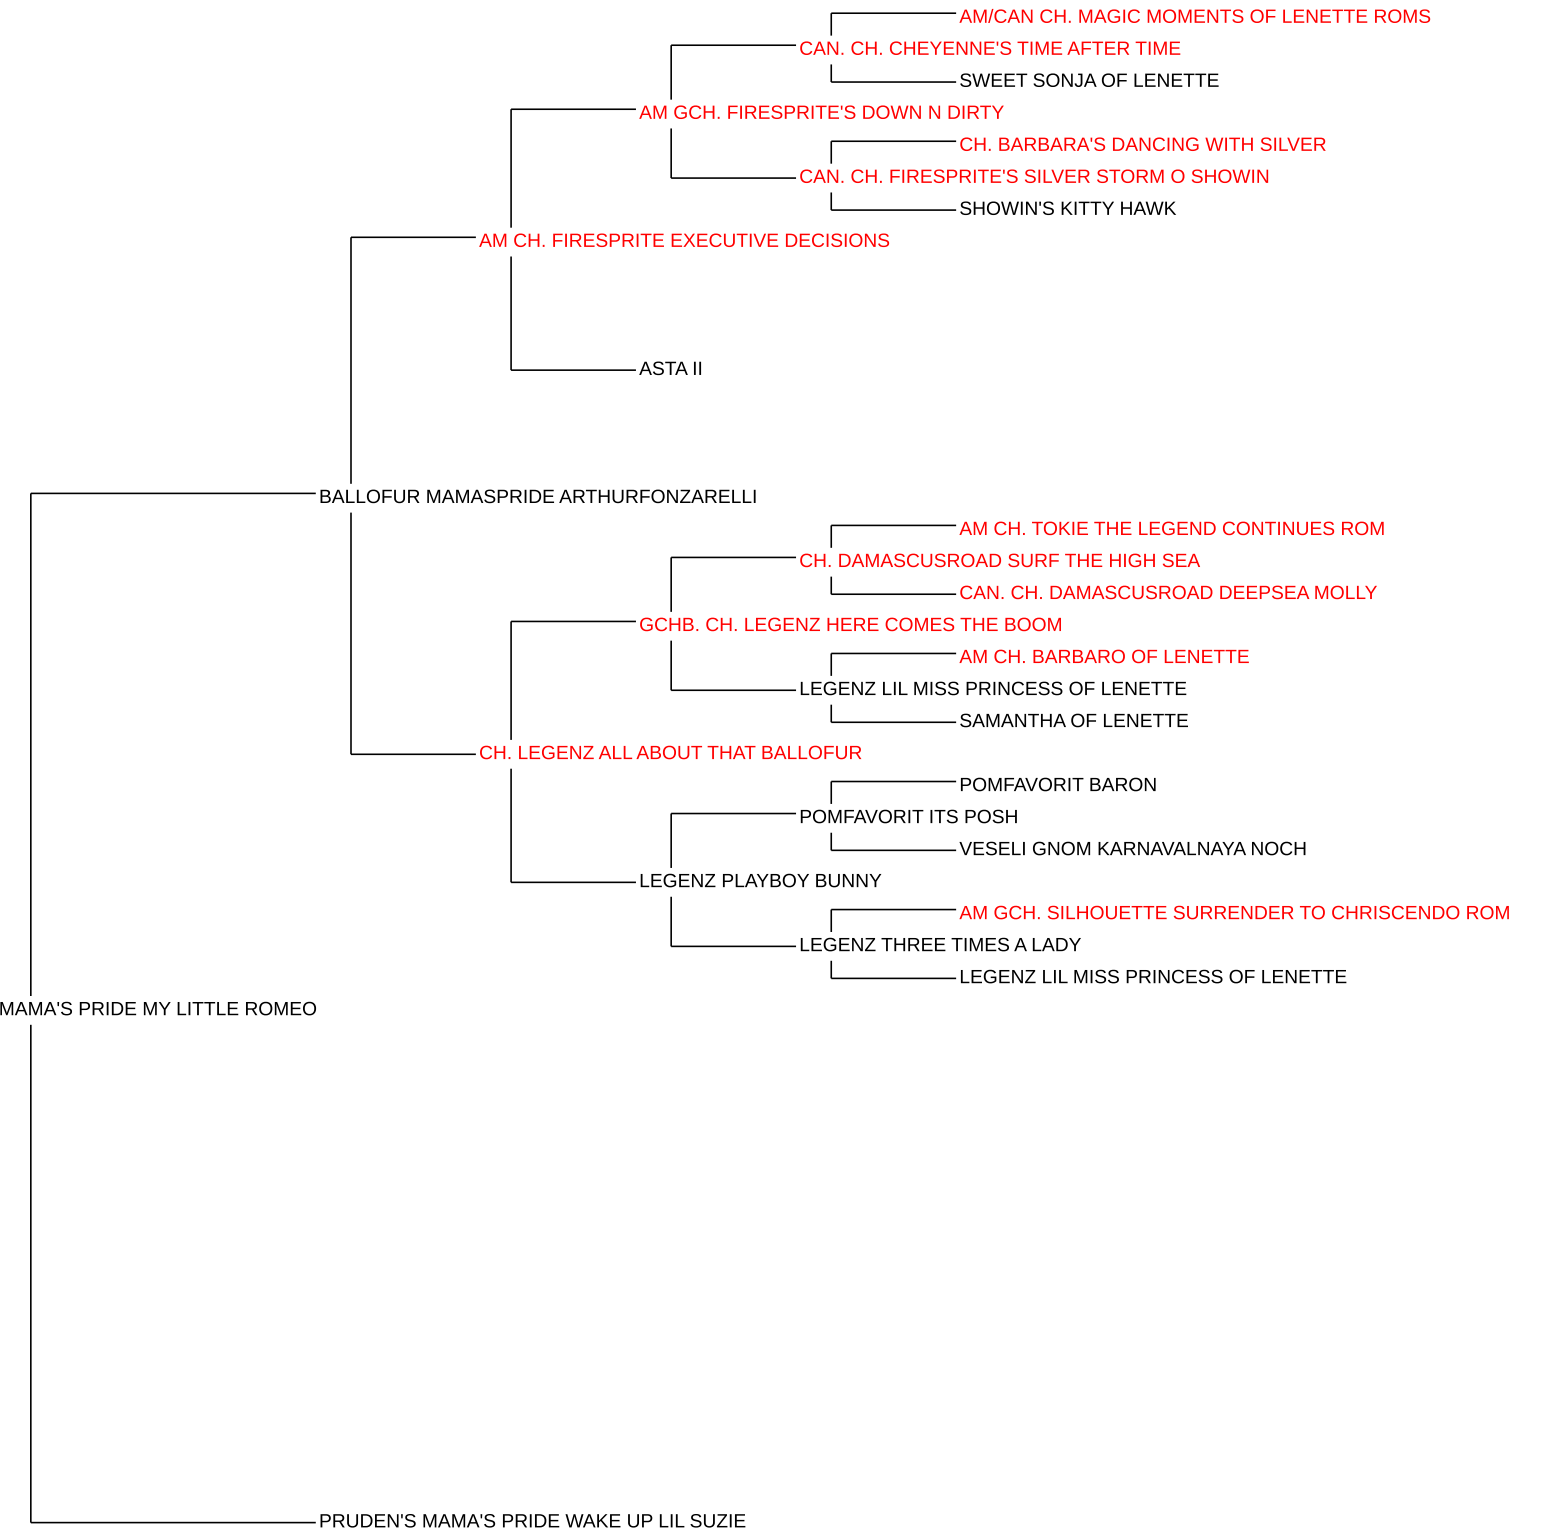 AM/CAN CH. MAGIC MOMENTS OF LENETTE ROMS
CAN. CH. CHEYENNE'S TIME AFTER TIME
SWEET SONJA OF LENETTE
AM GCH. FIRESPRITE'S DOWN N DIRTY
CH. BARBARA'S DANCING WITH SILVER
CAN. CH. FIRESPRITE'S SILVER STORM O SHOWIN
SHOWIN'S KITTY HAWK
AM CH. FIRESPRITE EXECUTIVE DECISIONS
ASTA II
BALLOFUR MAMASPRIDE ARTHURFONZARELLI
AM CH. TOKIE THE LEGEND CONTINUES ROM
CH. DAMASCUSROAD SURF THE HIGH SEA
CAN. CH. DAMASCUSROAD DEEPSEA MOLLY
GCHB. CH. LEGENZ HERE COMES THE BOOM
AM CH. BARBARO OF LENETTE
LEGENZ LIL MISS PRINCESS OF LENETTE
SAMANTHA OF LENETTE
CH. LEGENZ ALL ABOUT THAT BALLOFUR
POMFAVORIT BARON
POMFAVORIT ITS POSH
VESELI GNOM KARNAVALNAYA NOCH
LEGENZ PLAYBOY BUNNY
AM GCH. SILHOUETTE SURRENDER TO CHRISCENDO ROM
LEGENZ THREE TIMES A LADY
LEGENZ LIL MISS PRINCESS OF LENETTE
MAMA'S PRIDE MY LITTLE ROMEO
PRUDEN'S MAMA'S PRIDE WAKE UP LIL SUZIE